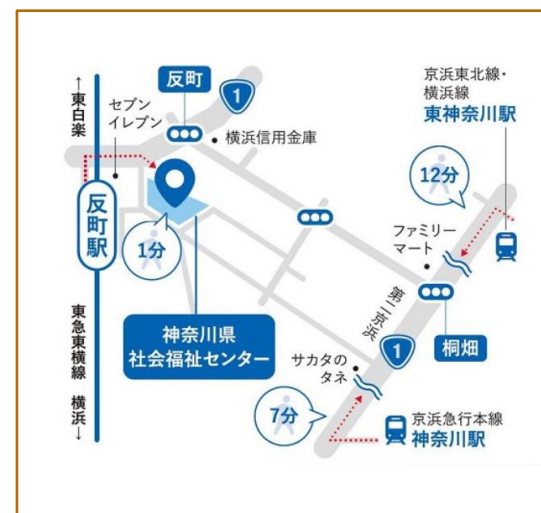 京浜東北線・
横浜線
東神奈川駅
反町
1
←東白楽
セブン
イレブン
横浜信用金庫
12分
反町駅
1分
ファミリー
マート
第二京浜
神奈川県
社会福祉センター
桐畑
1
サカタの
タネ
東急東横線 横浜→
7分
京浜急行本線
神奈川駅